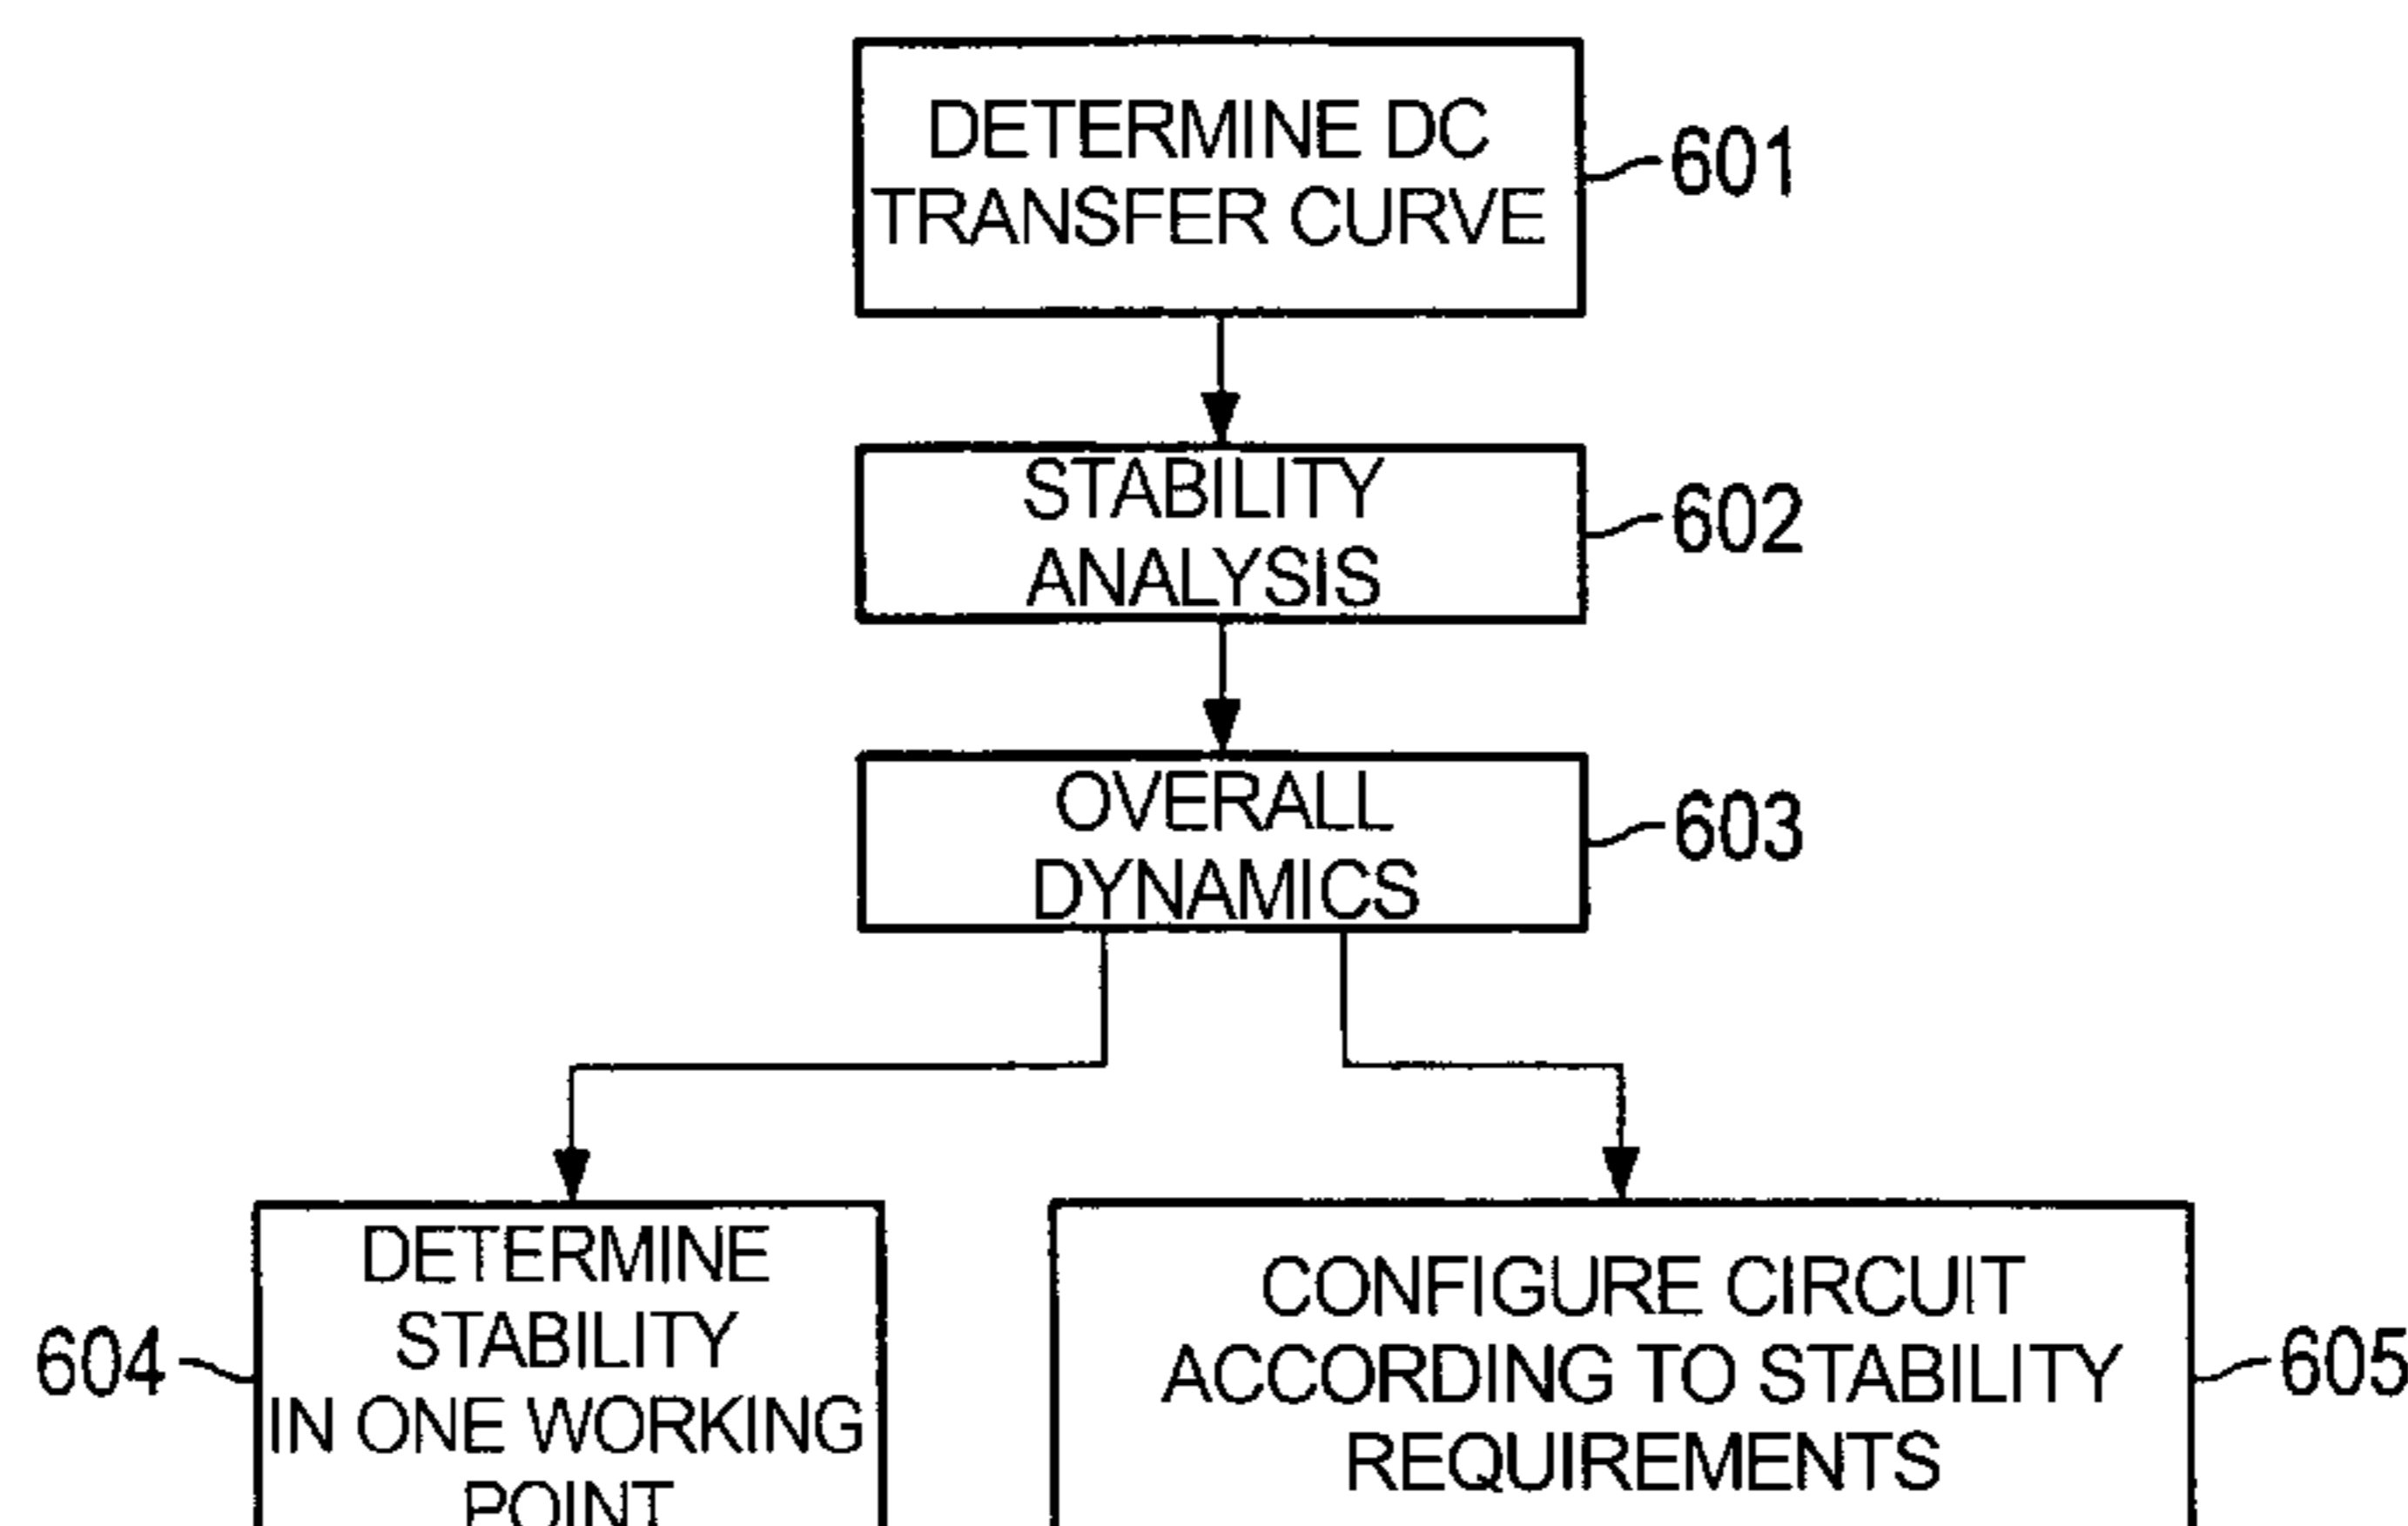 DETERMINE DC
TRANSFER CURVE
601
STABILITY
ANALYSIS
602
OVERALL
DYNAMICS
603
DETERMINE
STABILITY
IN ONE WORKING
POINT
604
CONFIGURE CIRCUIT
ACCORDING TO STABILITY
REQUIREMENTS
605